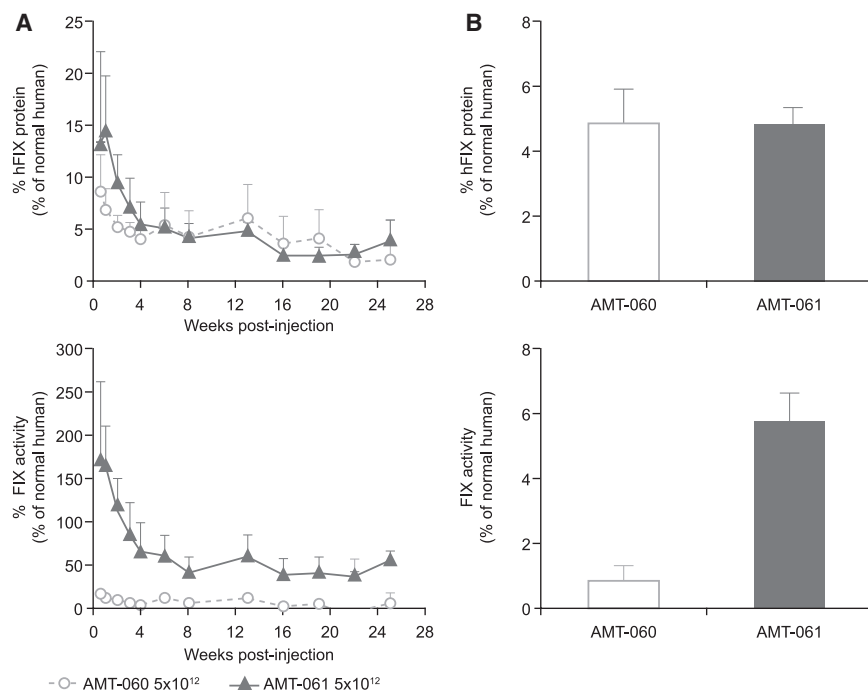 A
% hFIX protein
(% of normal human)
25
20
15
10
5
0
0 4 8 12 16 20 24 28
Weeks post-injection
B
% hFIX protein
(% of normal human)
8
6
4
2
0
AMT-060 AMT-061
% FIX activity
(% of normal human)
300
250
200
150
100
50
0
0 4 8 12 16 20 24 28
Weeks post-injection
FIX activity
(% of normal human)
8
6
4
2
0
AMT-060 AMT-061
AMT-060 5x10¹² AMT-061 5x10¹²